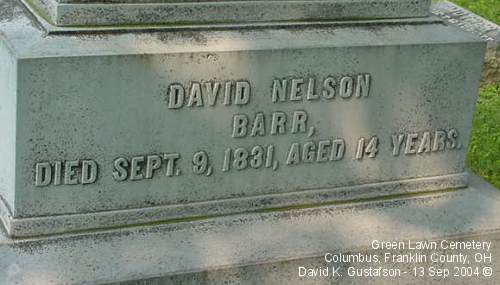 DAVID NELSON
BARR,
DIED SEPT. 9, 1831, AGED 14 YEARS.
Green Lawn Cemetery
Columbus, Franklin County, OH
David K. Gustafson - 13 Sep 2004 ©